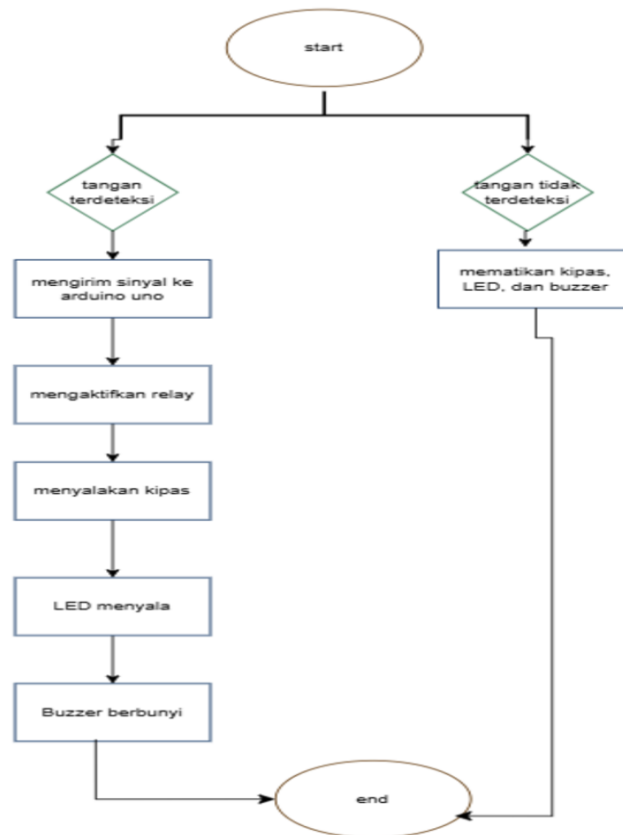 start
tangan
terdeteksi
tangan tidak
terdeteksi
mengirim sinyal ke
arduino uno
mematikan kipas,
LED, dan buzzer
mengaktifkan relay
menyalakan kipas
LED menyala
Buzzer berbunyi
end